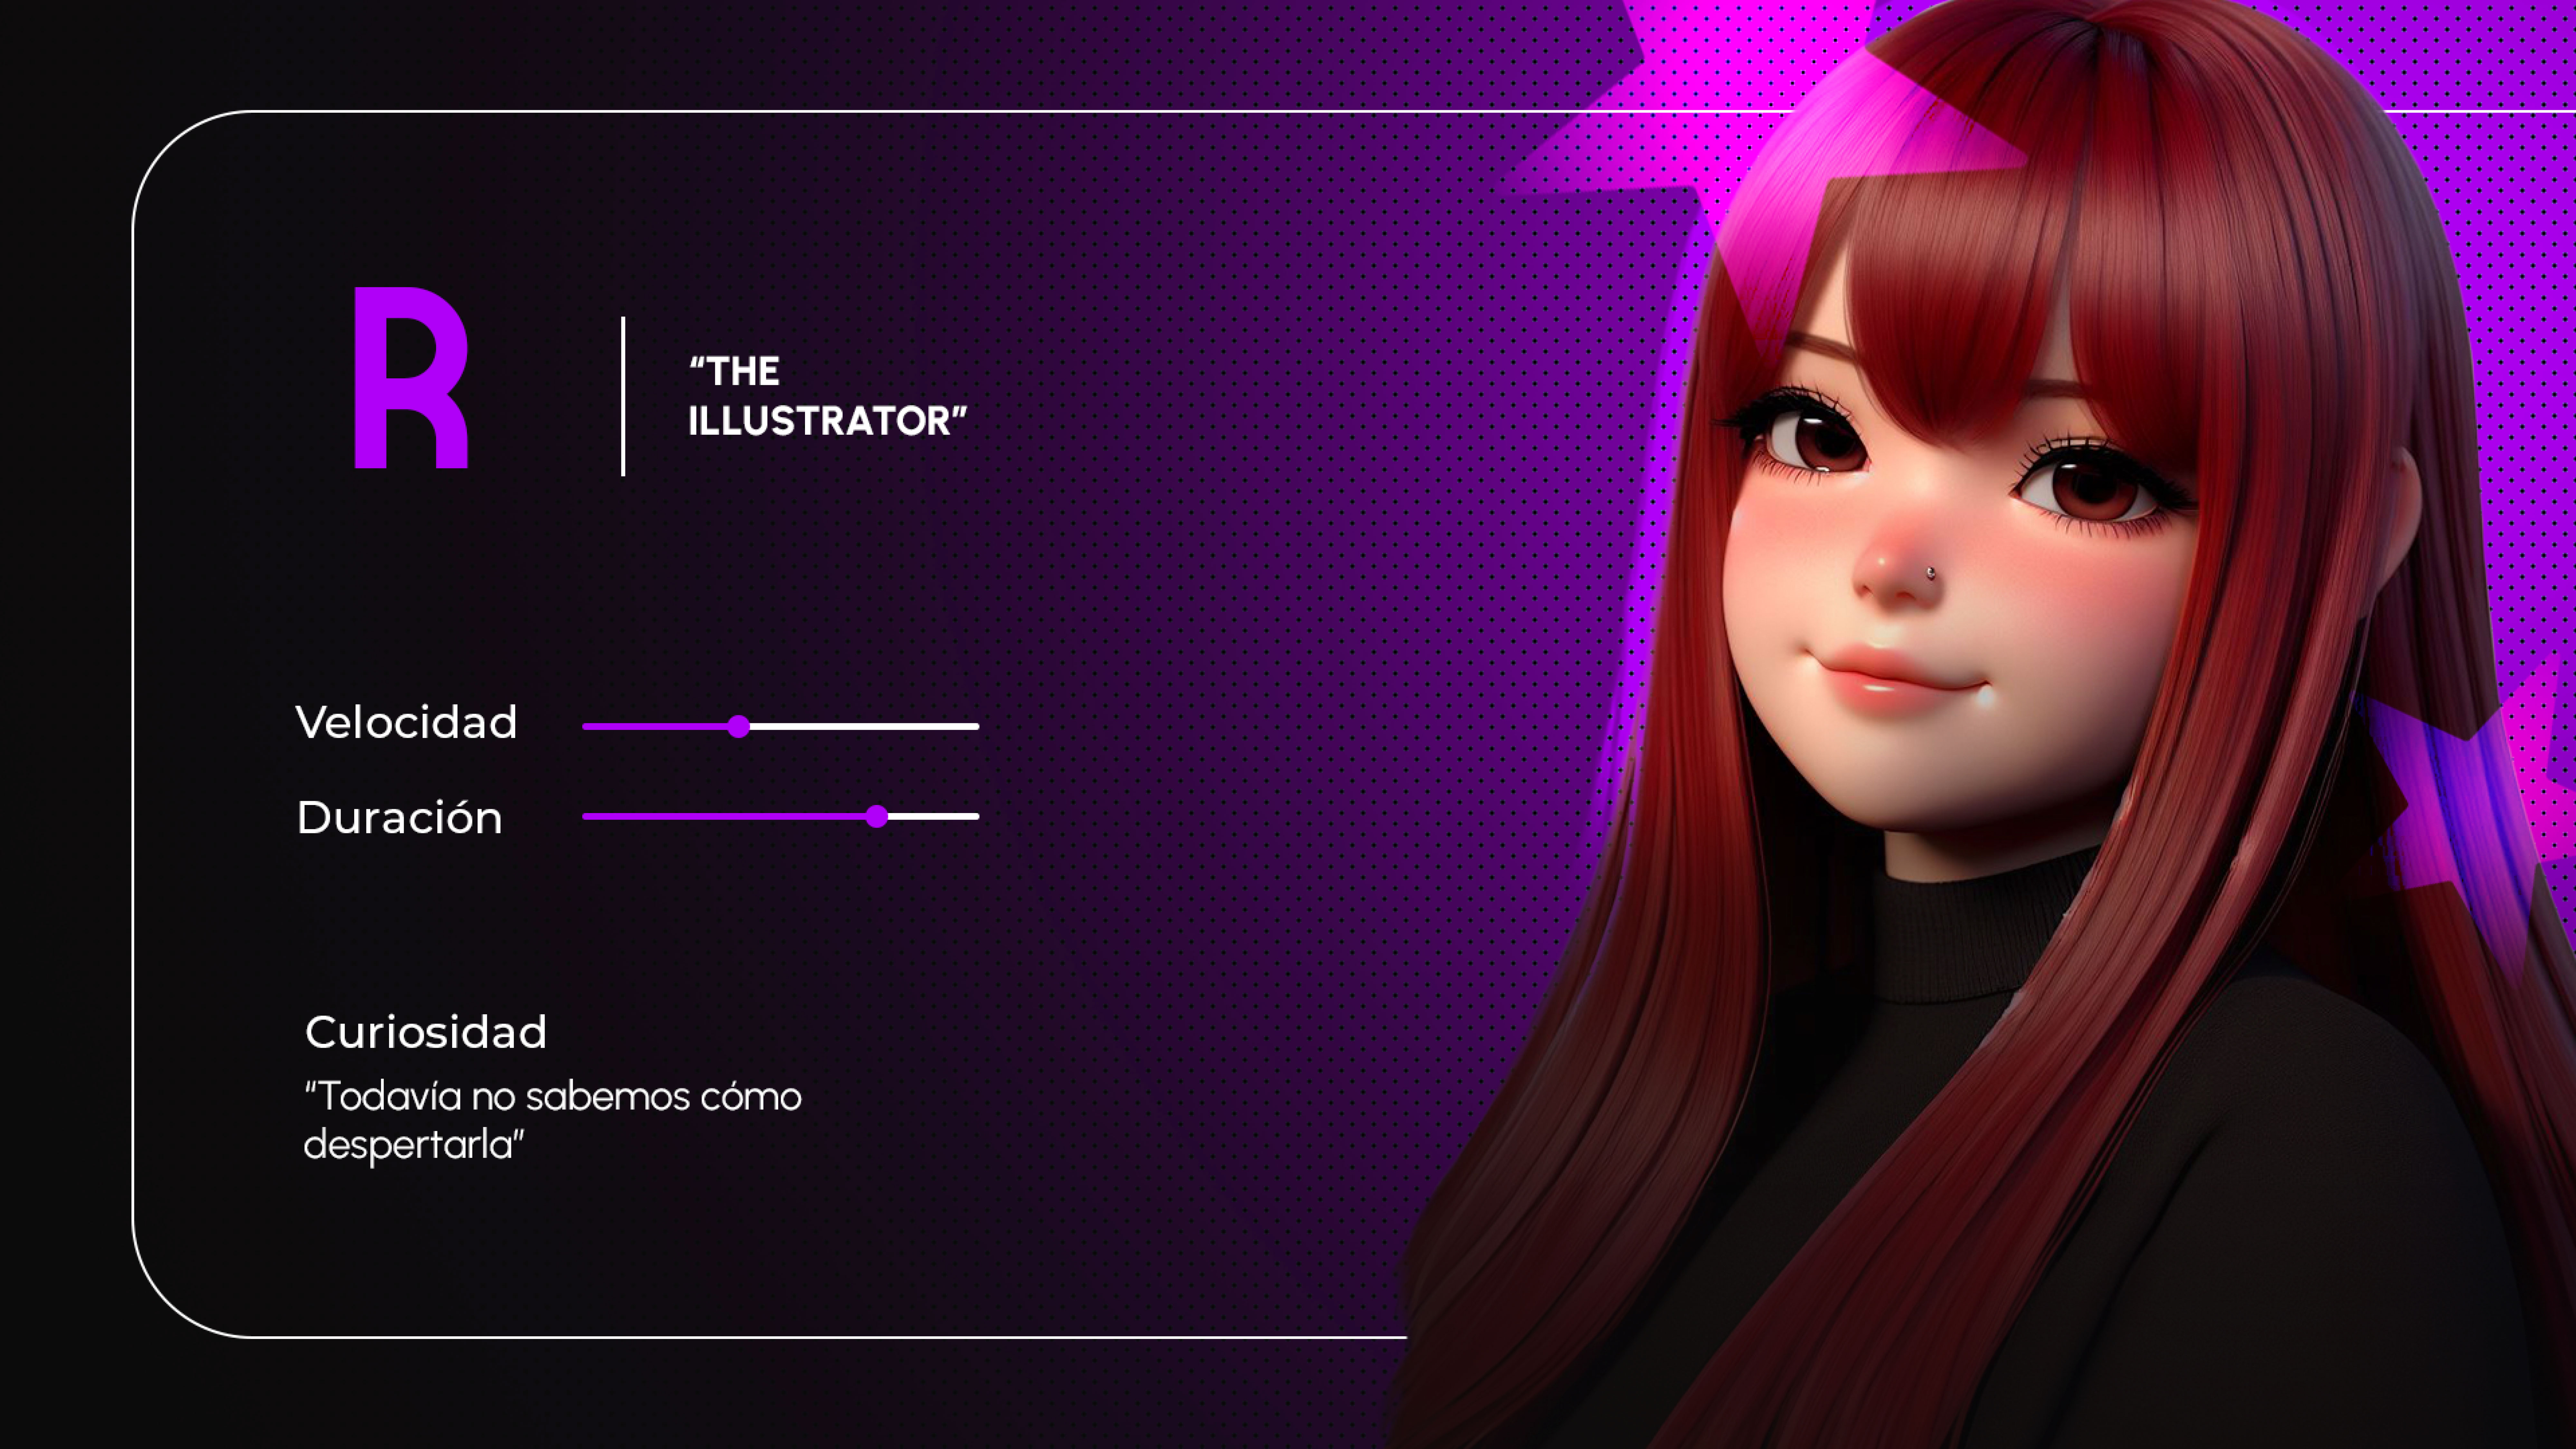 R
“THE
ILLUSTRATOR”
Velocidad
Duración
Curiosidad
“Todavía no sabemos cómo
despertarla”